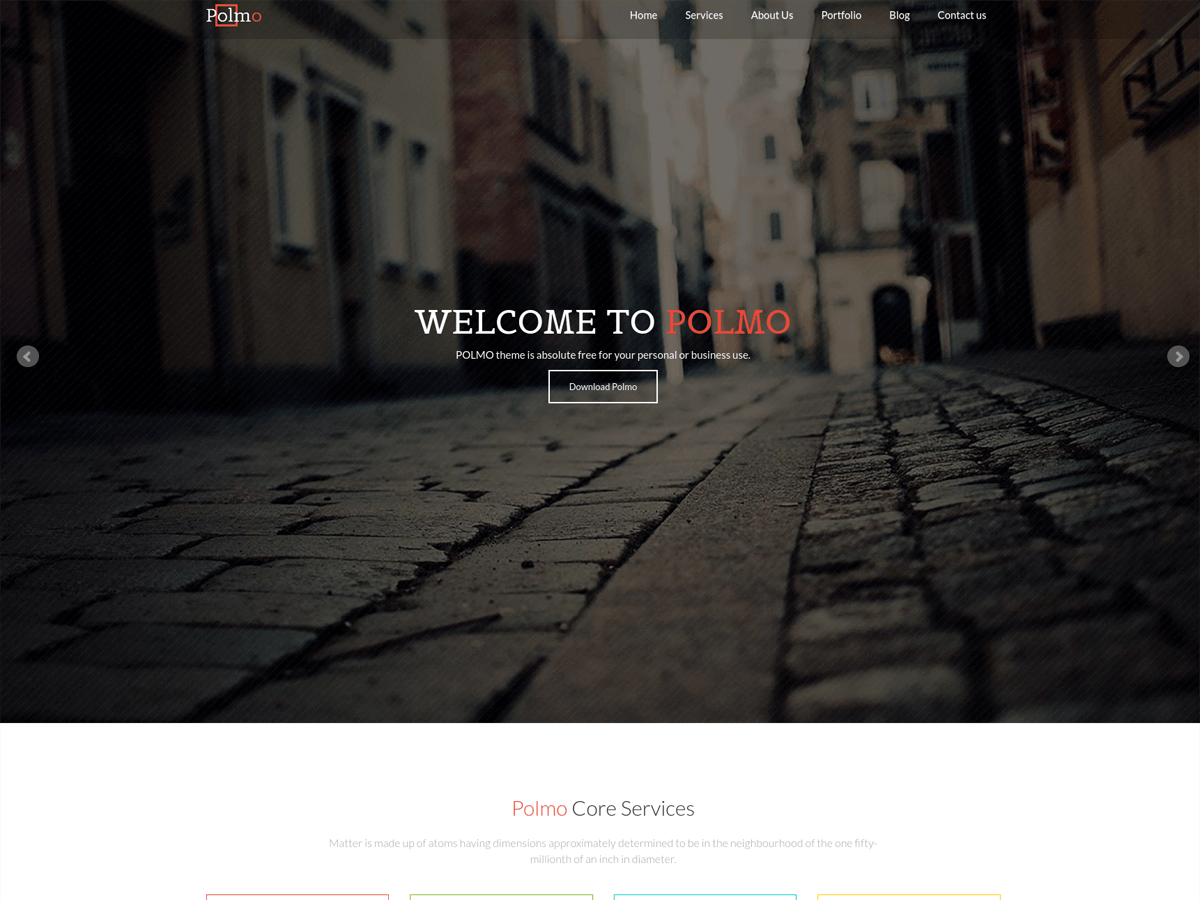 Polmo
Home Services About Us Portfolio Blog Contact us
WELCOME TO POLMO
POLMO theme is absolute free for your personal or business use.
Download Polmo
Polmo Core Services
Matter is made up of atoms having dimensions approximately determined to be in the neighbourhood of the one fifty-
millionth of an inch in diameter.